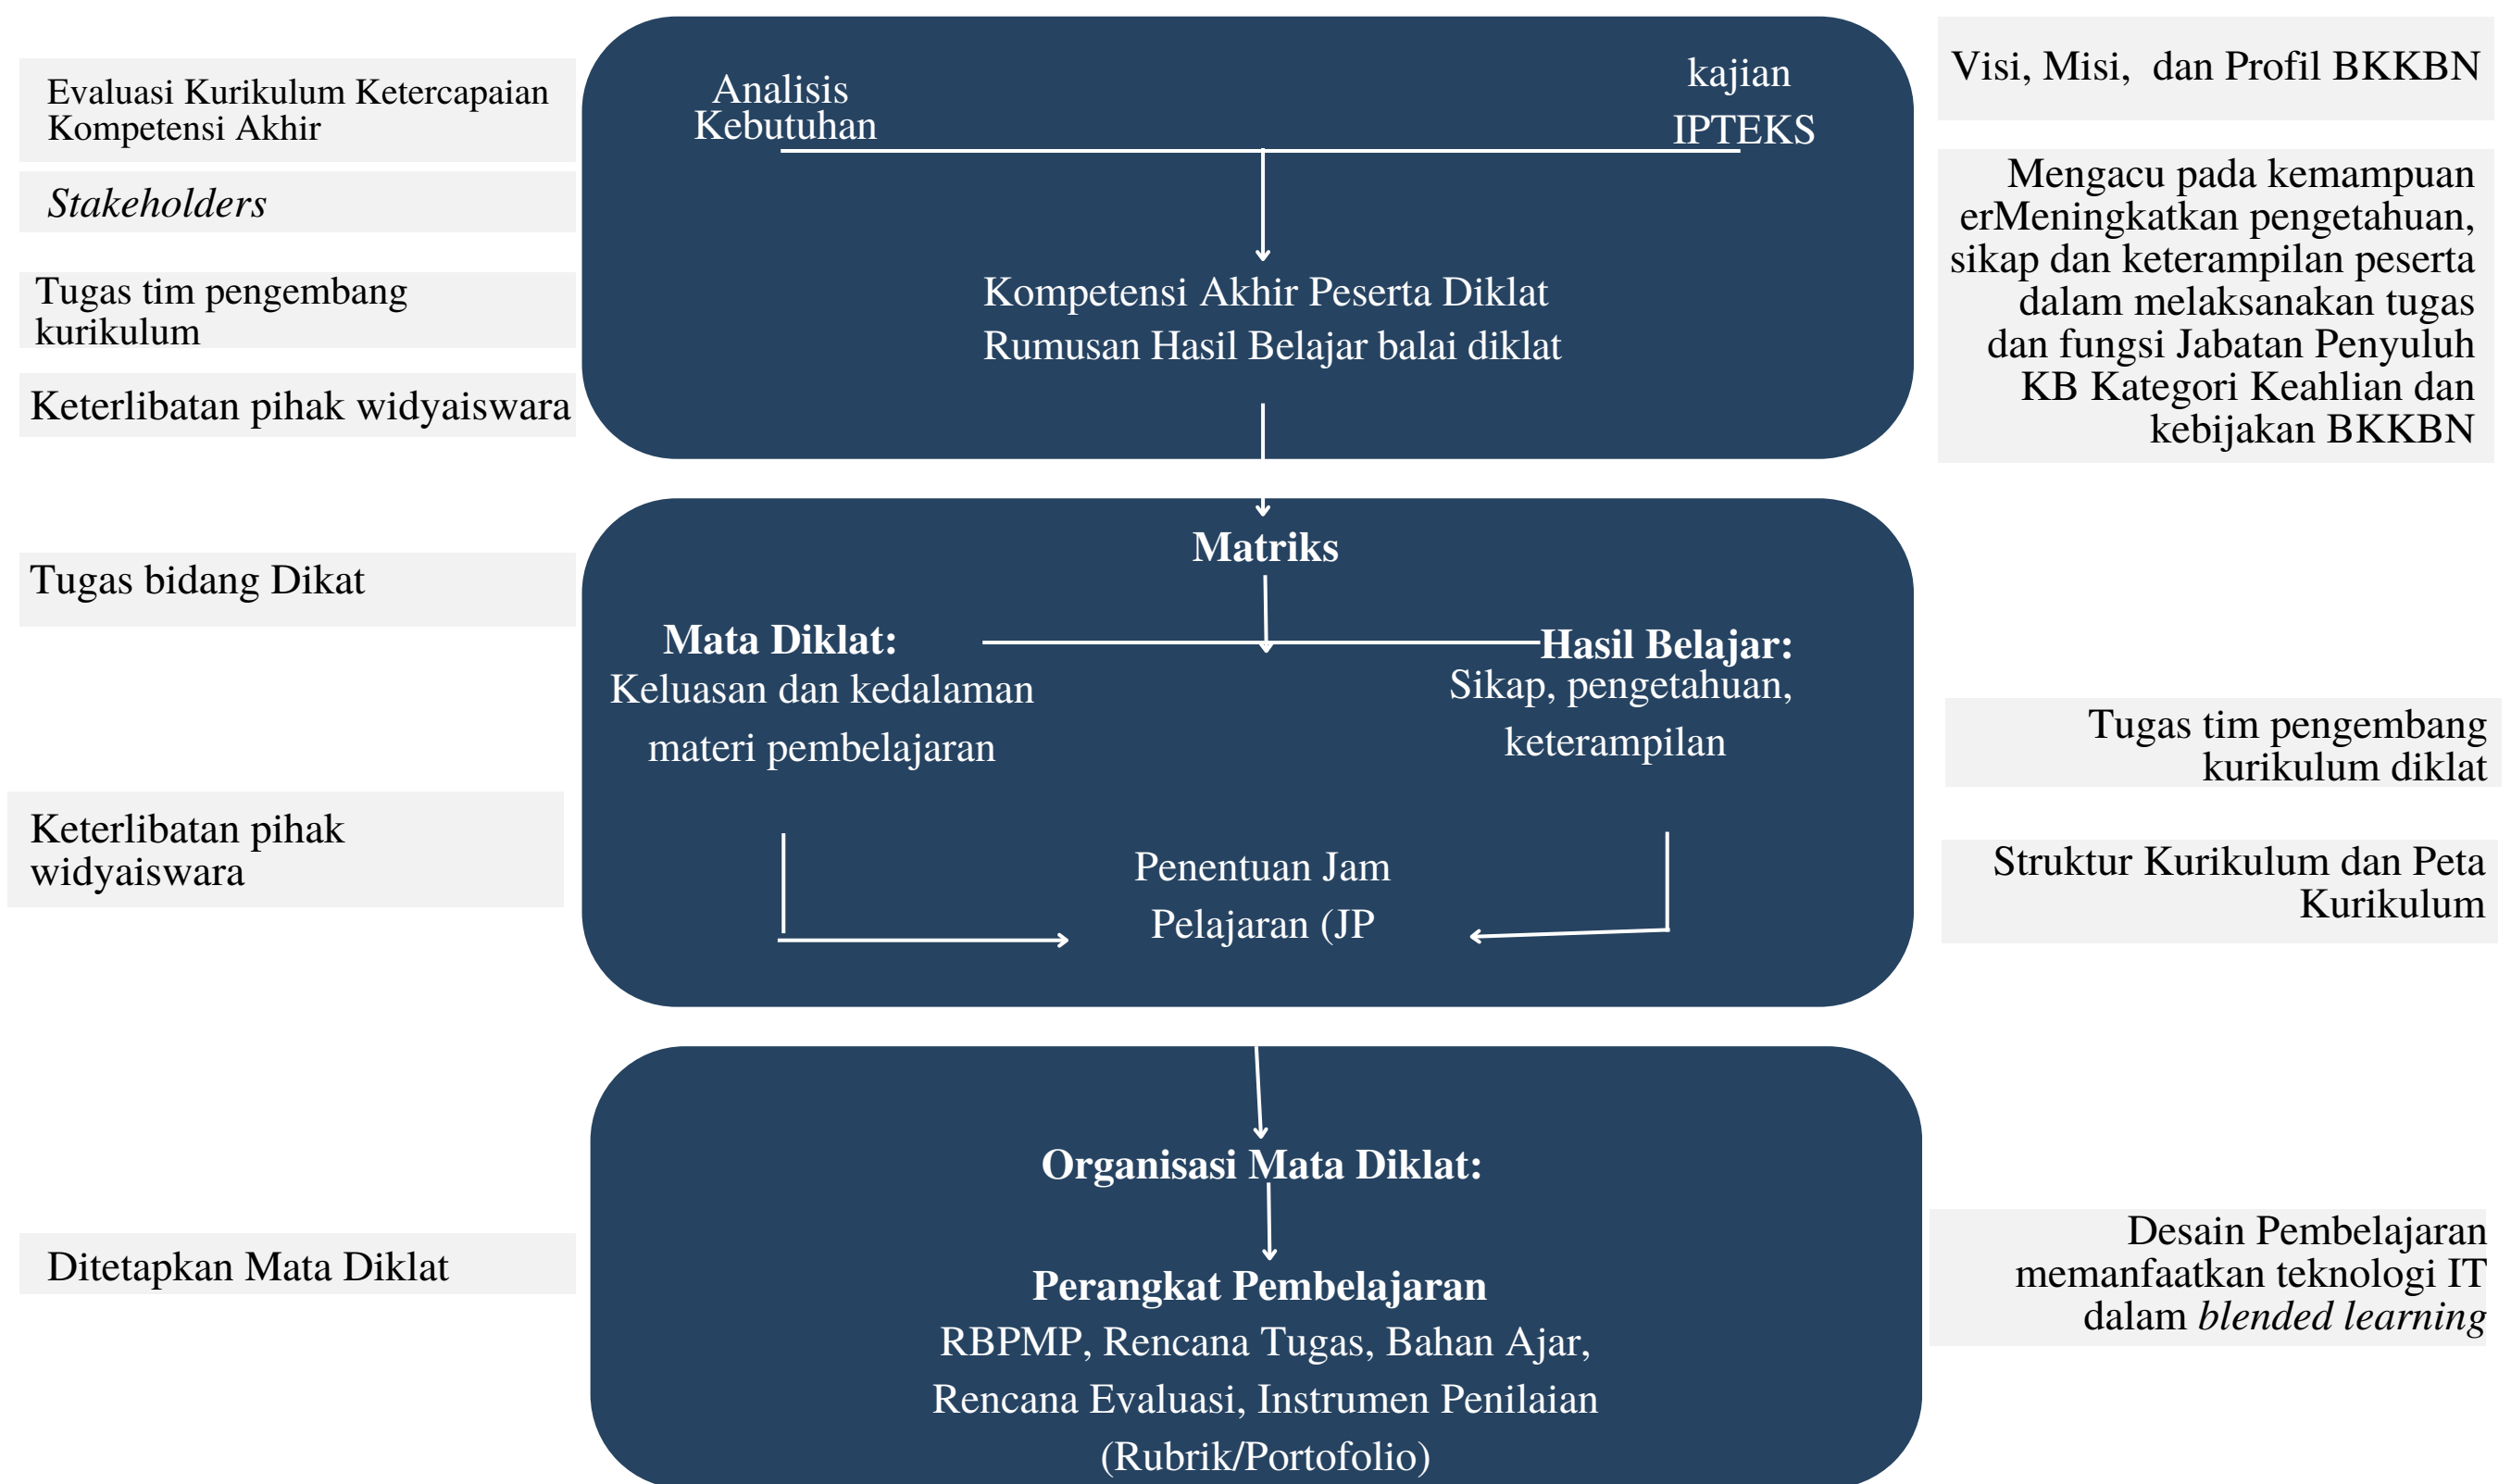 Evaluasi Kurikulum Ketercapaian
Kompetensi Akhir
Stakeholders
Tugas tim pengembang
kurikulum
Keterlibatan pihak widyaiswara
Analisis
Kebutuhan
kajian
IPTEKS
Kompetensi Akhir Peserta Diklat
Rumusan Hasil Belajar balai diklat
Visi, Misi,  dan Profil BKKBN
Mengacu pada kemampuan
erMeningkatkan pengetahuan,
sikap dan keterampilan peserta
dalam melaksanakan tugas
dan fungsi Jabatan Penyuluh
KB Kategori Keahlian dan
kebijakan BKKBN
Tugas bidang Dikat
Keterlibatan pihak
widyaiswara
Matriks
Mata Diklat:
Keluasan dan kedalaman
materi pembelajaran
Hasil Belajar:
Sikap, pengetahuan,
keterampilan
Penentuan Jam
Pelajaran (JP
Tugas tim pengembang
kurikulum diklat
Struktur Kurikulum dan Peta
Kurikulum
Ditetapkan Mata Diklat
Organisasi Mata Diklat:
Perangkat Pembelajaran
RBPMP, Rencana Tugas, Bahan Ajar,
Rencana Evaluasi, Instrumen Penilaian
(Rubrik/Portofolio)
Desain Pembelajaran
memanfaatkan teknologi IT
dalam blended learning